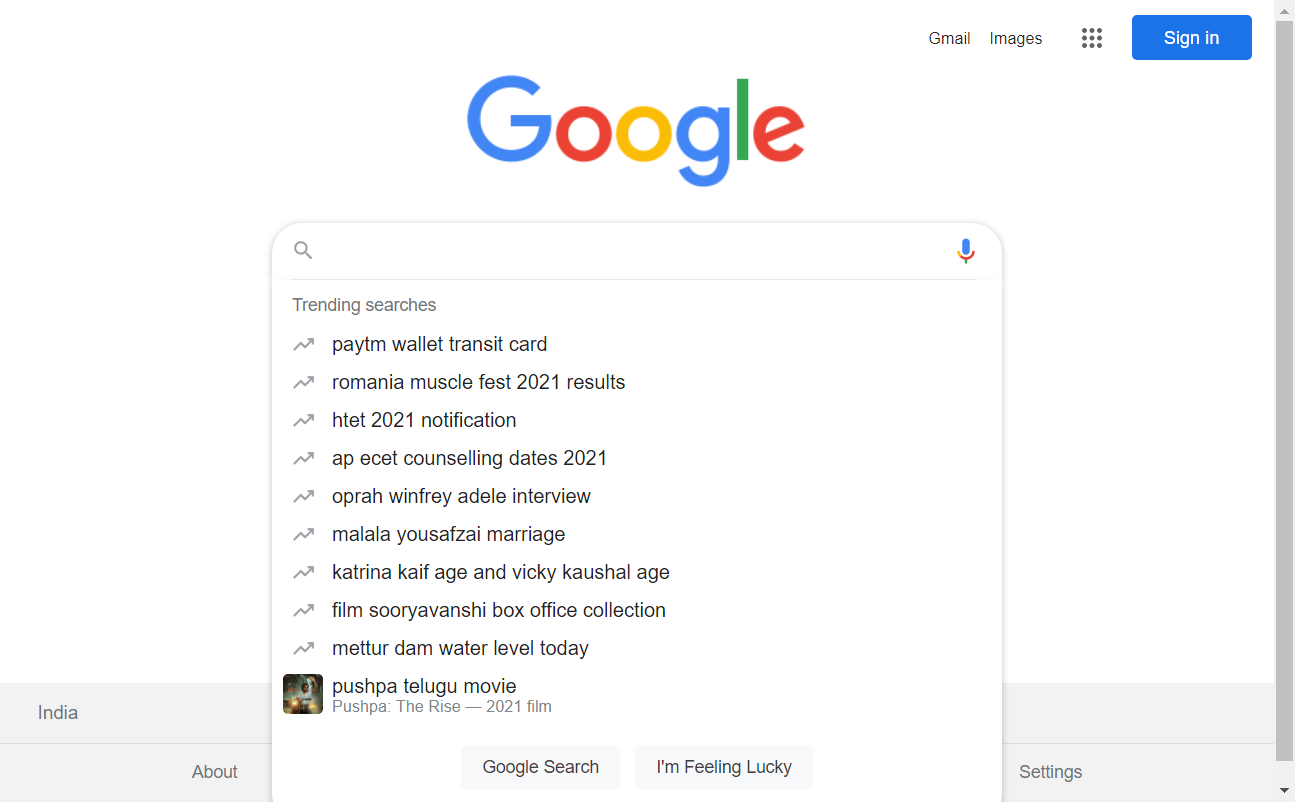 Gmail Images Sign in
Google
Trending searches
paytm wallet transit card
romania muscle fest 2021 results
htet 2021 notification
ap ecet counselling dates 2021
oprah winfrey adele interview
malala yousafzai marriage
katrina kaif age and vicky kaushal age
film sooryavanshi box office collection
mettur dam water level today
pushpa telugu movie
Pushpa: The Rise — 2021 film
India
Google Search I'm Feeling Lucky
About Settings